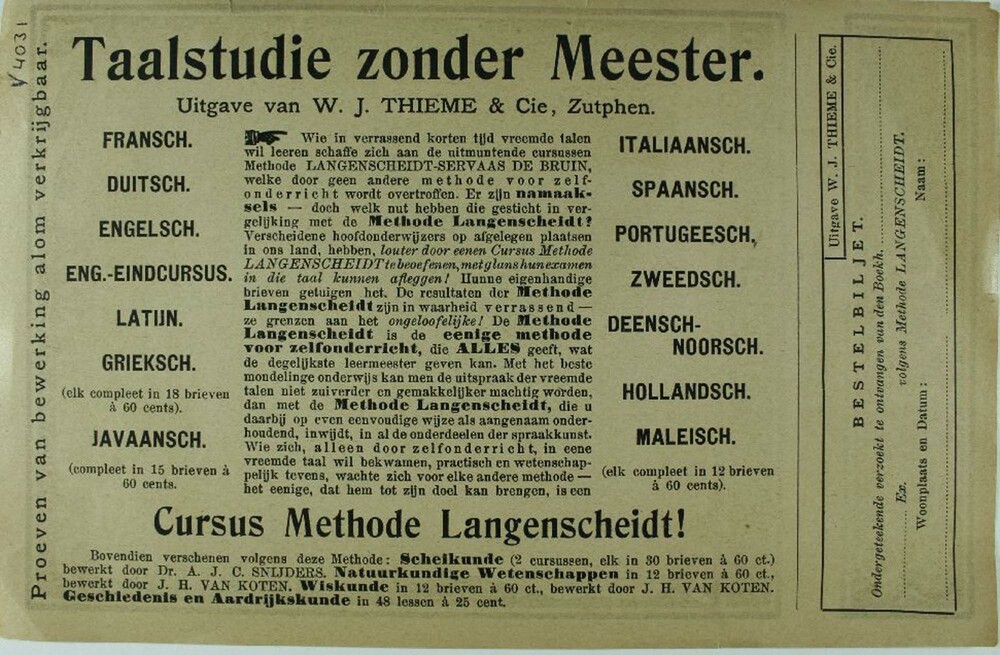 V 4031
Proeven van bewerking alom verkrijgbaar.
Taalstudie zonder Meester.
Uitgave van W. J. THIEME & Cie, Zutphen.
FRANSCH.
DUITSCH.
ENGELSCH.
ENG.-EINDCURSUS.
LATIJN.
GRIEKSCH.
(elk compleet in 18 brieven
à 60 cents).
JAVAANSCH.
(compleet in 15 brieven à
60 cents.
Wie in verrassend korten tijd vreemde talen
wil leeren schaffe zich aan de uitmuntende cursussen
Methode LANGENSCHEIDT-SERVAAS DE BRUIN,
welke door geen andere methode voor zelf-
onderricht wordt overtroffen. Er zijn namaak-
sels — doch welk nut hebben die gesticht in ver-
gelijking met de Methode Langenscheidt?
Verscheidene hoofdonderwijzers op afgelegen plaatsen
in ons land, hebben, louter door eenen Cursus Methode
LANGENSCHEIDT te beoefenen, met glans hun examen
in die taal kunnen afleggen! Hunne eigenhandige
brieven getuigen het. De resultaten der Methode
Langenscheidt zijn in waarheid verrassend —
ze grenzen aan het ongeloofelijke! De Methode
Langenscheidt is de eenige methode
voor zelfonderricht, die ALLES geeft, wat
de degelijkste leermeester geven kan. Met het beste
mondelinge onderwijs kan men de uitspraak der vreemde
talen niet zuiverder en gemakkelijker machtig worden,
dan met de Methode Langenscheidt, die u
daarbij op even eenvoudige wijze als aangenaam onder-
houdend, inwijdt, in al de onderdeelen der spraakkunst.
Wie zich, alleen door zelfonderricht, in eene
vreemde taal wil bekwamen, practisch en wetenschap-
pelijk tevens, wachte zich voor elke andere methode —
het eenige, dat hem tot zijn doel kan brengen, is een
ITALIAANSCH.
SPAANSCH.
PORTUGEESCH,
ZWEEDSCH.
DEENSCH-
NOORSCH.
HOLLANDSCH.
MALEISCH.
(elk compleet in 12 brieven
à 60 cents).
Cursus Methode Langenscheidt!
Bovendien verschenen volgens deze Methode: Scheikunde (2 cursussen, elk in 30 brieven à 60 ct.)
bewerkt door Dr. A. J. C. SNIJDERS. Natuurkundige Wetenschappen in 12 brieven à 60 ct.,
bewerkt door J. H. VAN KOTEN. Wiskunde in 12 brieven à 60 ct., bewerkt door J. H. VAN KOTEN.
Geschiedenis en Aardrijkskunde in 48 lessen à 25 cent.
Uitgave W. J. THIEME & Cie.
BESTELBILJET.
Ondergeteekende verzoekt te ontvangen van den Boekh.
Ex. volgens Methode LANGENSCHEIDT.
Woonplaats en Datum: Naam: